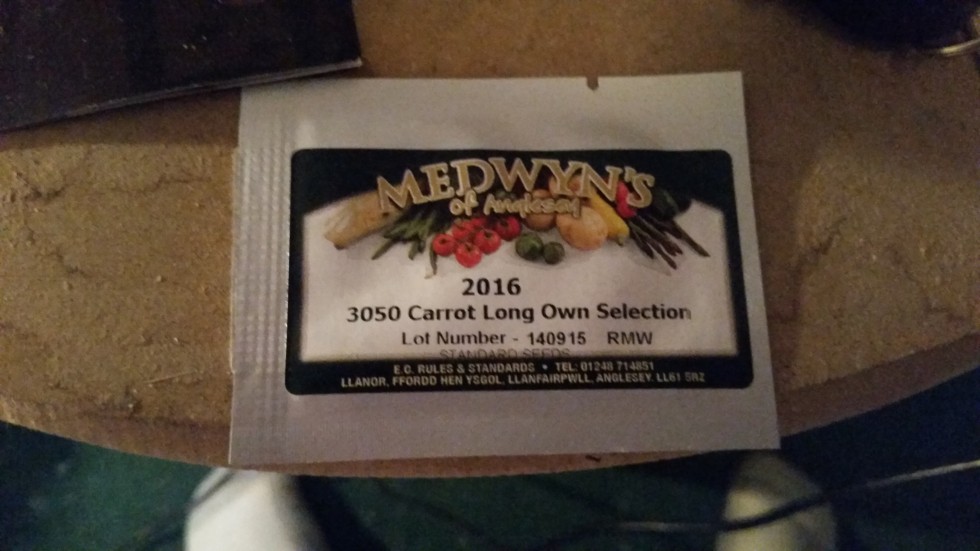 MEDWYN'S
of Anglesey
2016
3050 Carrot Long Own Selection
Lot Number - 140915 RMW
STANDARD SEEDS
E.C. RULES & STANDARDS • TEL: 01248 714851
LLANOR, FFORDD HEN YSGOL, LLANFAIRPWLL, ANGLESEY. LL61 5RZ